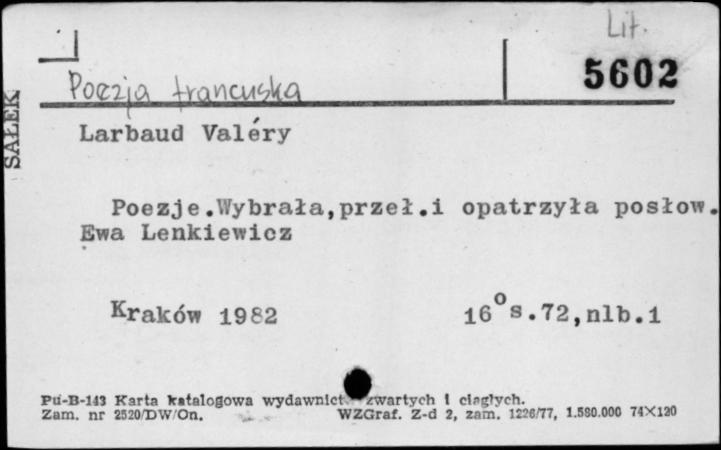 Lit.
5602
Poezja francuska
SAŁEK
Larbaud Valéry
Poezje.Wybrała,przeł.i opatrzyła posłow.
Ewa Lenkiewicz
Kraków 1982 16° s.72,nlb.1
Pu-B-143 Karta katalogowa wydawnict zwartych i ciągłych.
Zam. nr 2520/DW/On. WZGraf. Z-d 2, zam. 1226/77, 1.580.000 74×120